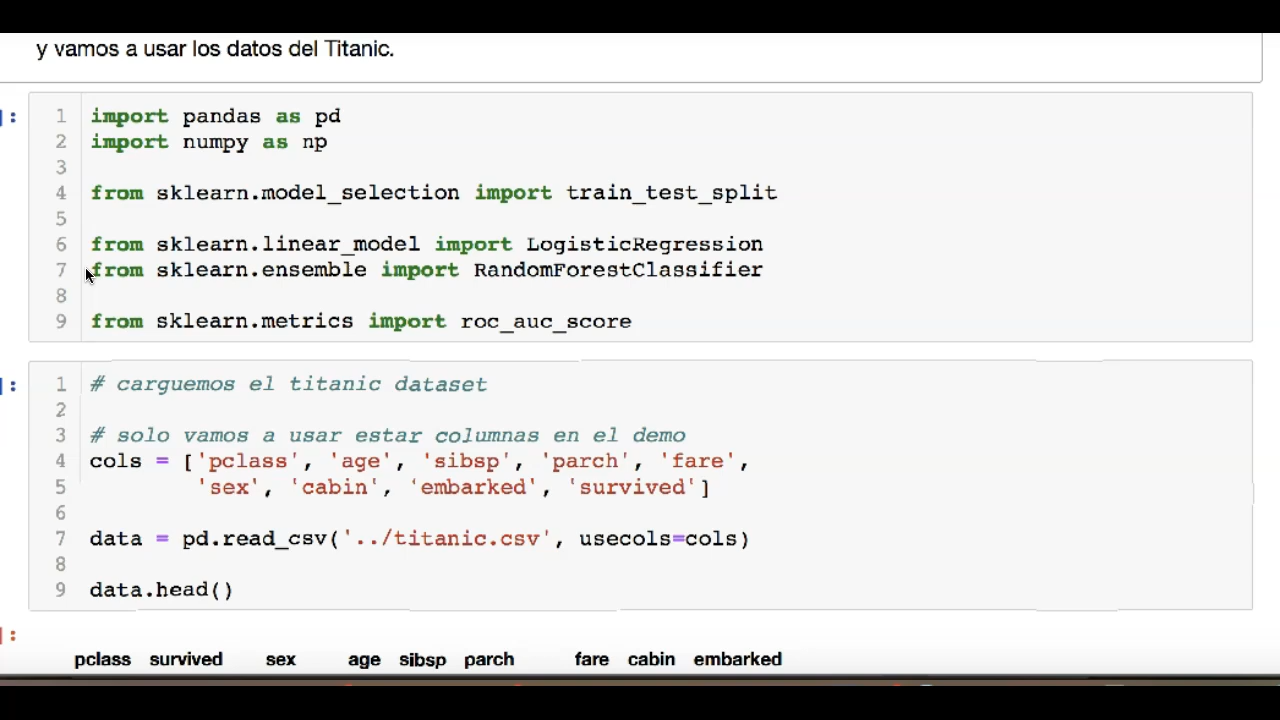 y vamos a usar los datos del Titanic.
]: 1 import pandas as pd
2 import numpy as np
3
4 from sklearn.model_selection import train_test_split
5
6 from sklearn.linear_model import LogisticRegression
7 from sklearn.ensemble import RandomForestClassifier
8
9 from sklearn.metrics import roc_auc_score
]: 1 # carguemos el titanic dataset
2
3 # solo vamos a usar estar columnas en el demo
4 cols = ['pclass', 'age', 'sibsp', 'parch', 'fare',
5 'sex', 'cabin', 'embarked', 'survived']
6
7 data = pd.read_csv('../titanic.csv', usecols=cols)
8
9 data.head()
]:
pclass survived sex age sibsp parch fare cabin embarked